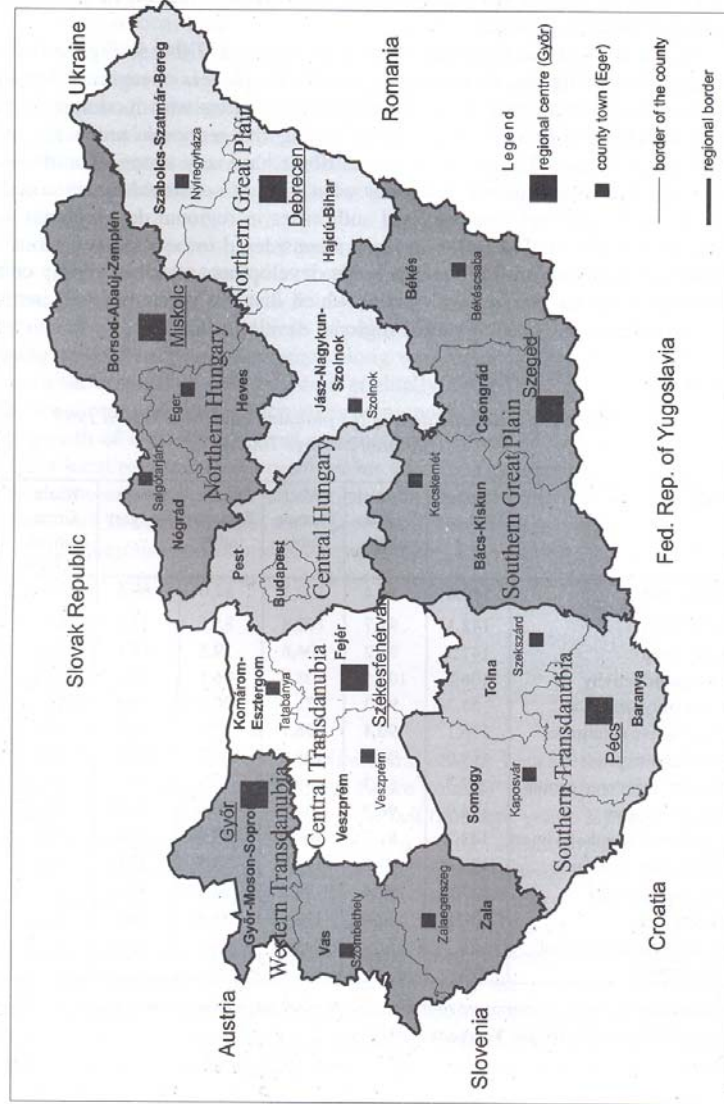 Slovak Republic
Ukraine
Austria
Slovenia
Croatia
Fed. Rep. of Yugoslavia
Romania
Győr
Győr-Moson-Sopro
Western Transdanubia
Vas
Szombathely
Zalaegerszeg
Zala
Komárom-
Esztergom
Tatabánya
Central Transdanubia
Fejér
Székesfehérvár
Veszprém
Veszprém
Somogy
Kaposvár
Tolna
Szekszárd
Southern Transdanubia
Pécs
Baranya
Pest
Budapest
Central Hungary
Nógrád
Salgótarján
Northern Hungary
Eger
Heves
Borsod-Abaúj-Zemplén
Miskolc
Szabolcs-Szatmár-Bereg
Nyíregyháza
Northern Great Plain
Debrecen
Hajdú-Bihar
Jász-Nagykun-
Szolnok
Szolnok
Kecskemét
Bács-Kiskun
Southern Great Plain
Csongrád
Szeged
Békés
Békéscsaba
Legend
regional centre (Győr)
county town (Eger)
border of the county
regional border